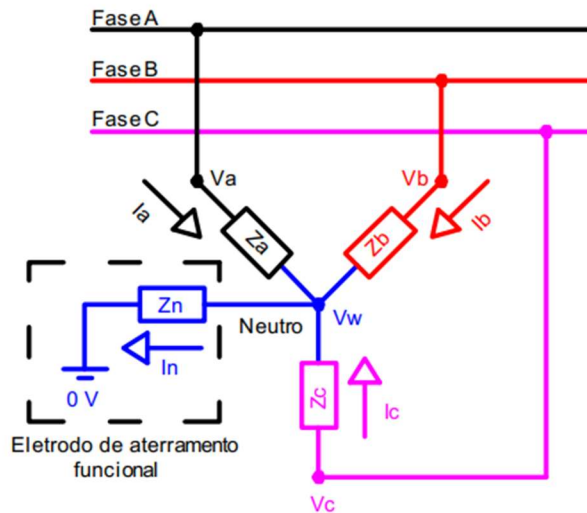 Fase A
Fase B
Fase C
Va
Vb
Ia
Za
Zb
Ib
Zn
Neutro
Vw
In
0 V
Zc
Ic
Eletrodo de aterramento
funcional
Vc